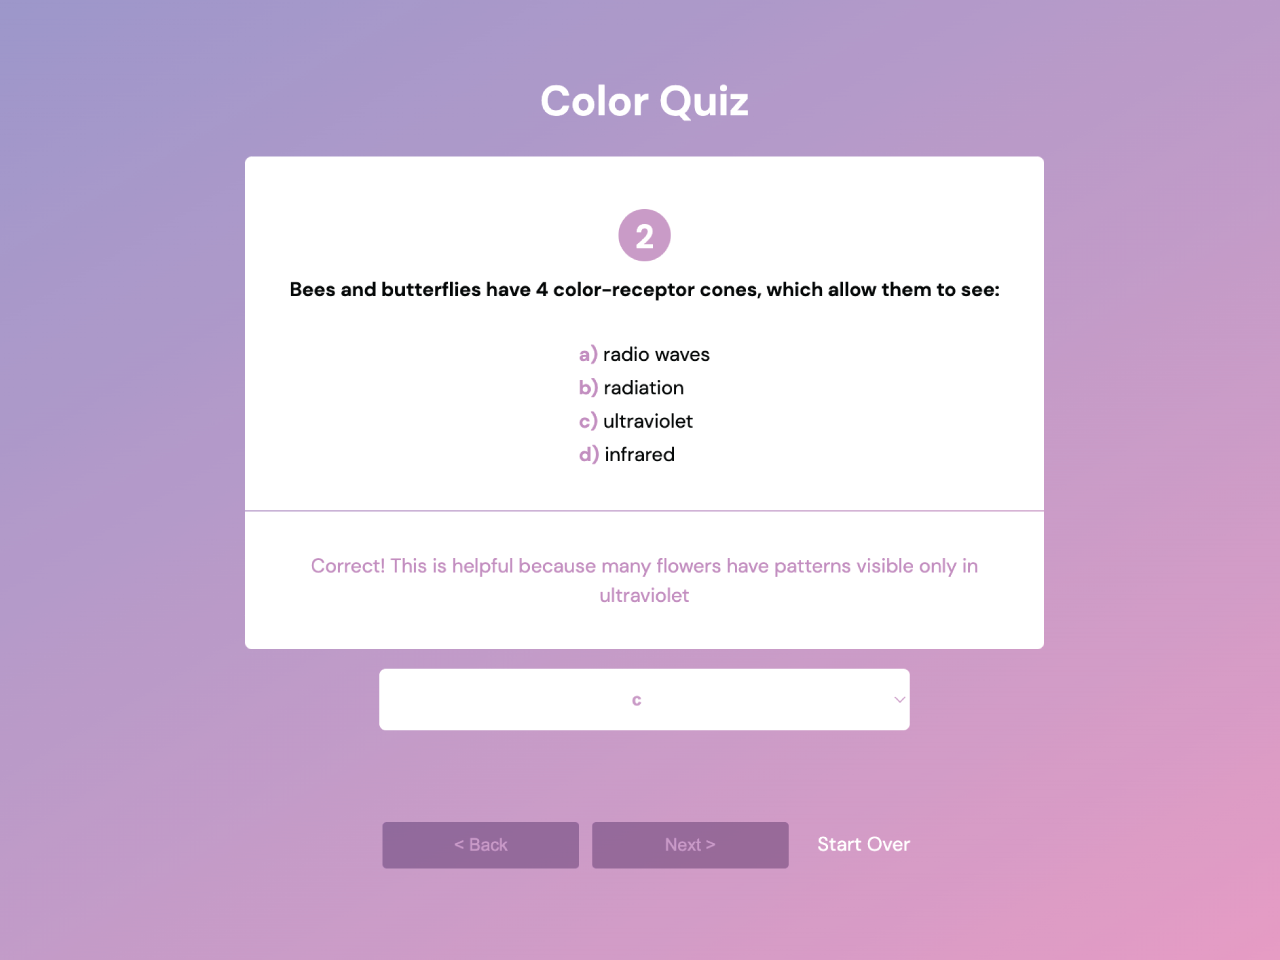 Color Quiz
2
Bees and butterflies have 4 color-receptor cones, which allow them to see:
a) radio waves
b) radiation
c) ultraviolet
d) infrared
Correct! This is helpful because many flowers have patterns visible only in
ultraviolet
c
< Back
Next >
Start Over